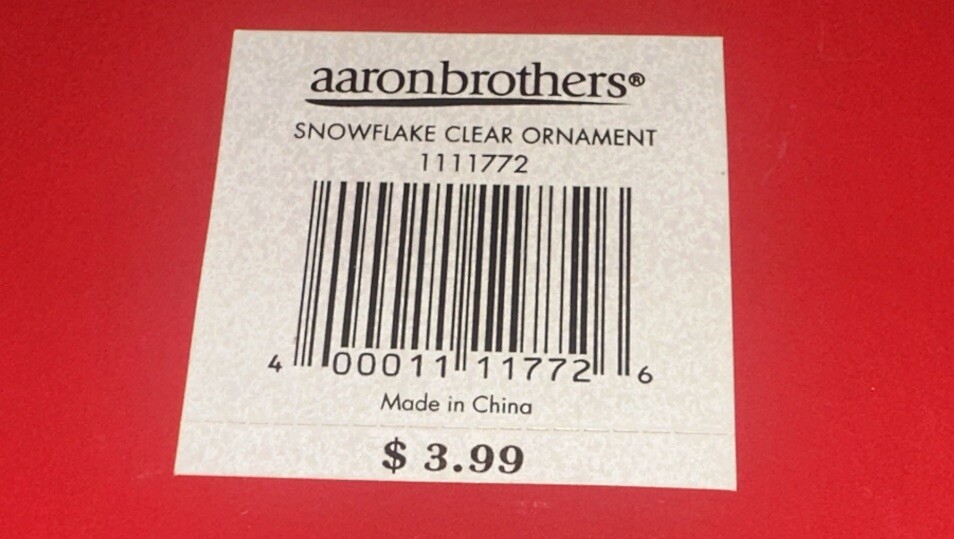 aaronbrothers®
SNOWFLAKE CLEAR ORNAMENT
1111772
4 00011 11772 6
Made in China
$ 3.99